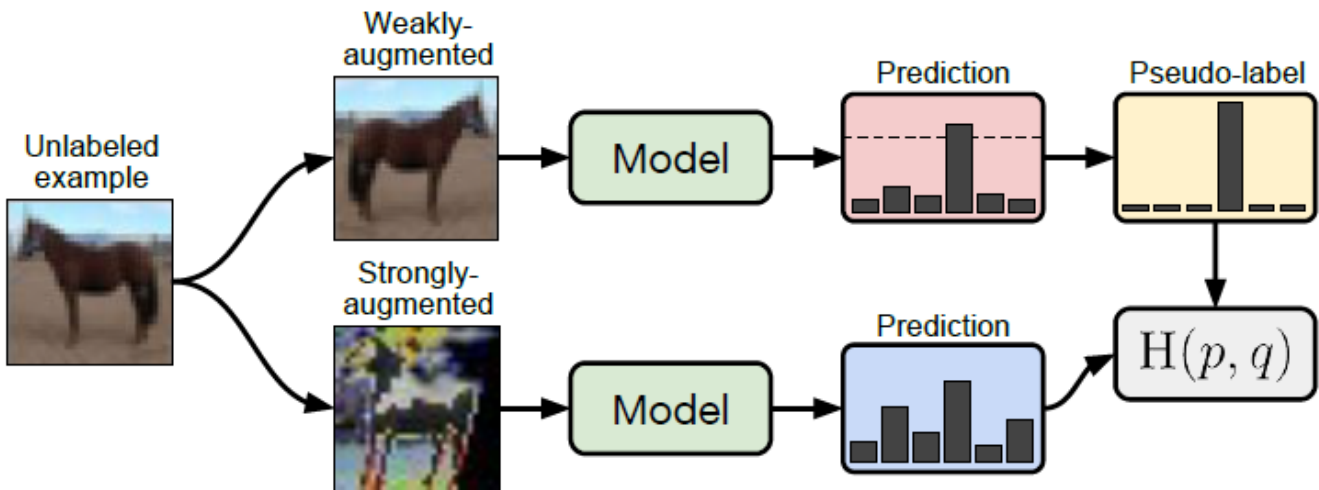 Unlabeled
example
Weakly-
augmented
Model
Prediction
Pseudo-label
Strongly-
augmented
Model
Prediction
H(p, q)